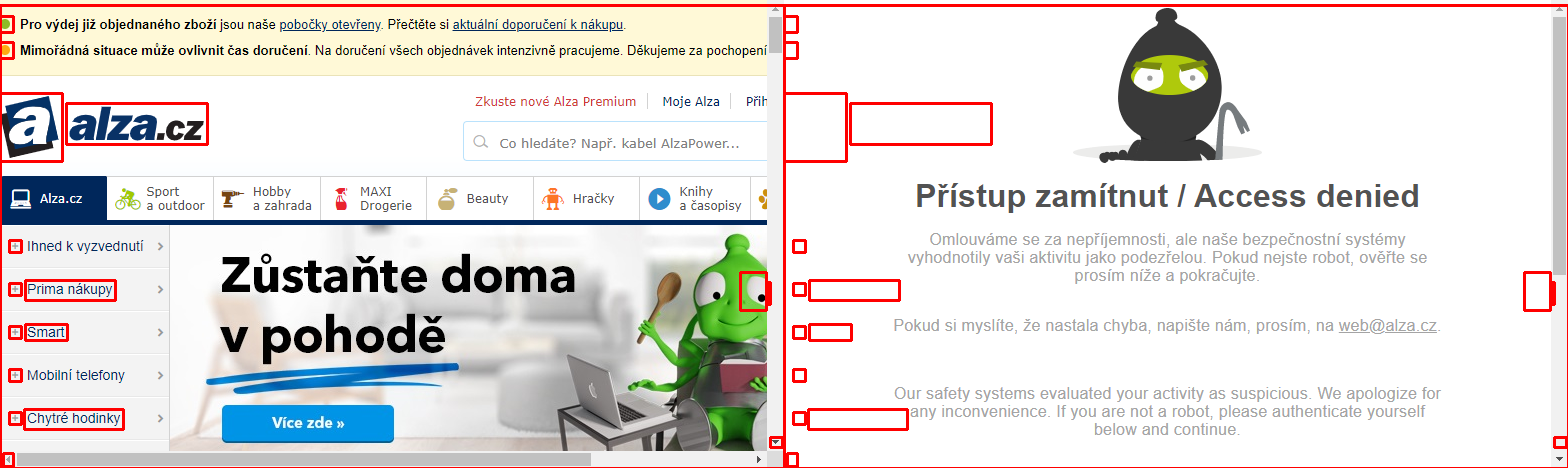 Pro výdej již objednaného zboží jsou naše pobočky otevřeny. Přečtěte si aktuální doporučení k nákupu.
Mimořádná situace může ovlivnit čas doručení. Na doručení všech objednávek intenzivně pracujeme. Děkujeme za pochopení
alza.cz
Zkuste nové Alza Premium
Moje Alza
Přih
Co hledáte? Např. kabel AlzaPower...
Alza.cz
Sport
a outdoor
Hobby
a zahrada
MAXI
Drogerie
Beauty
Hračky
Knihy
a časopisy
Ihned k vyzvednutí
Prima nákupy
Smart
Mobilní telefony
Chytré hodinky
Zůstaňte doma
v pohodě
Více zde »
Přístup zamítnut / Access denied
Omlouváme se za nepříjemnosti, ale naše bezpečnostní systémy
vyhodnotily vaši aktivitu jako podezřelou. Pokud nejste robot, ověřte se
prosím níže a pokračujte.
Pokud si myslíte, že nastala chyba, napište nám, prosím, na web@alza.cz.
Our safety systems evaluated your activity as suspicious. We apologize for
any inconvenience. If you are not a robot, please authenticate yourself
below and continue.